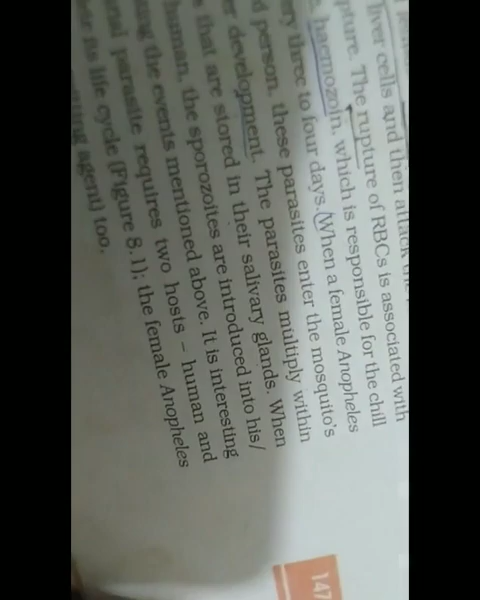 liver cells and then attack
The rupture of RBCs is associated with
haemozoin, which is responsible for the chill
three to four days. (When a female Anopheles
person, these parasites enter the mosquito's
development. The parasites multiply within
that are stored in their salivary glands. When
human, the sporozoites are introduced into his/
the events mentioned above. It is interesting
parasite requires two hosts – human and
its life cycle (Figure 8.1); the female Anopheles
agent) too.
147